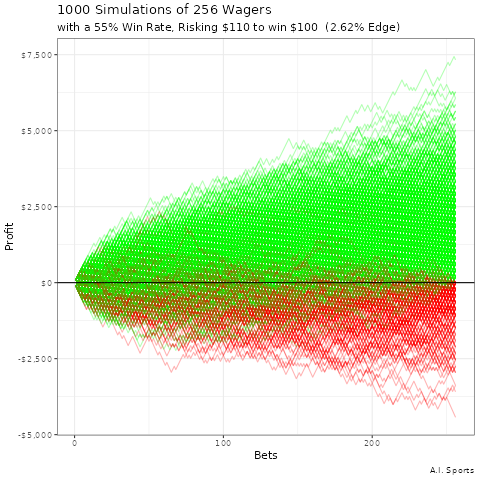 1000 Simulations of 256 Wagers
with a 55% Win Rate, Risking $110 to win $100  (2.62% Edge)
$7,500
$5,000
$2,500
$0
-$2,500
-$5,000
Profit
0
100
200
Bets
A.I. Sports